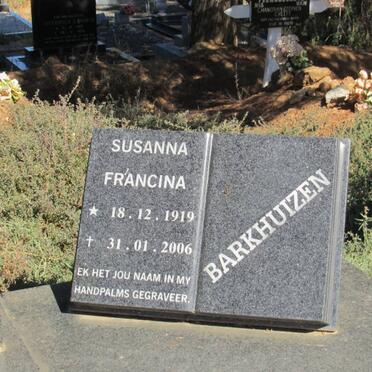 SUSANNA
FRANCINA
★ 18.12.1919
† 31.01.2006
EK HET JOU NAAM IN MY
HANDPALMS GEGRAVEER.
BARKHUIZEN